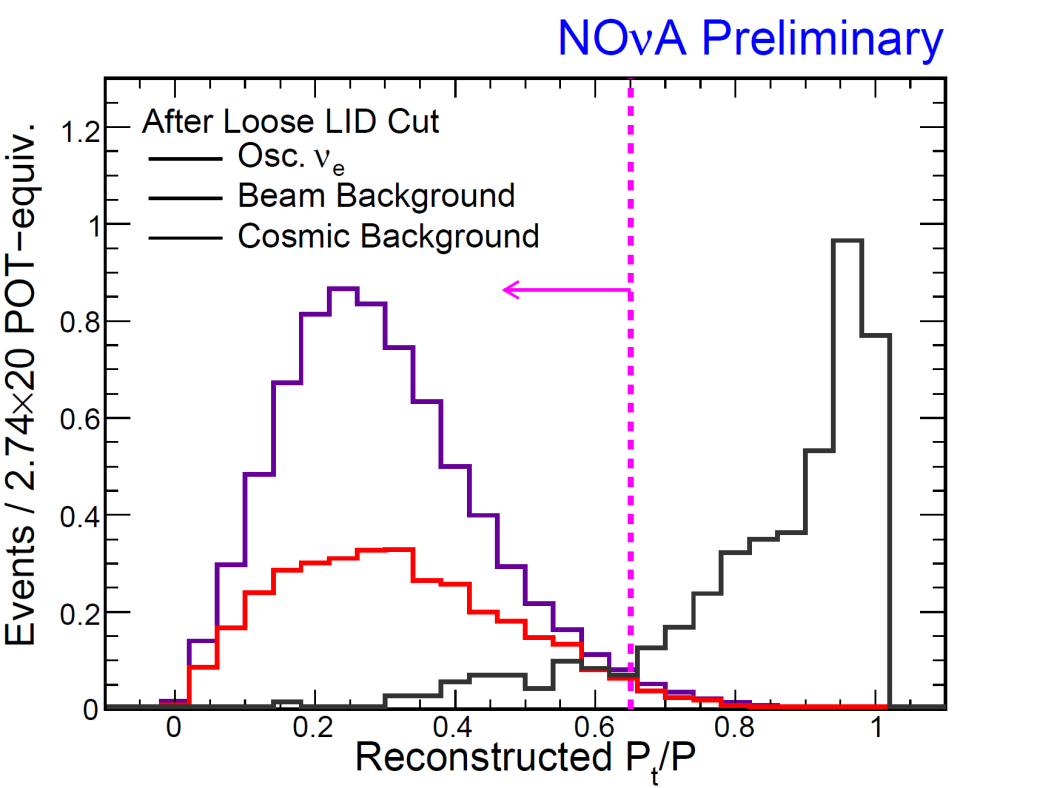 NOνA Preliminary
After Loose LID Cut
Osc. νe
Beam Background
Cosmic Background
Events / 2.74×20 POT−equiv.
1.2
1
0.8
0.6
0.4
0.2
0
0 0.2 0.4 0.6 0.8 1
Reconstructed Pt/P